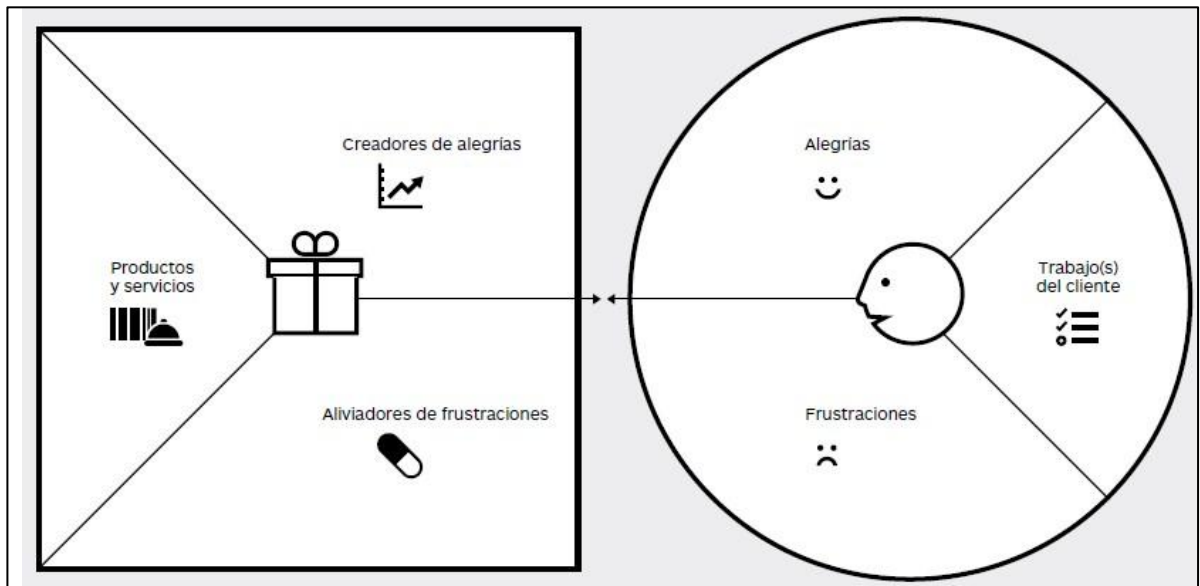 Creadores de alegrías
Productos
y servicios
Aliviadores de frustraciones
Alegrías
Trabajo(s)
del cliente
Frustraciones